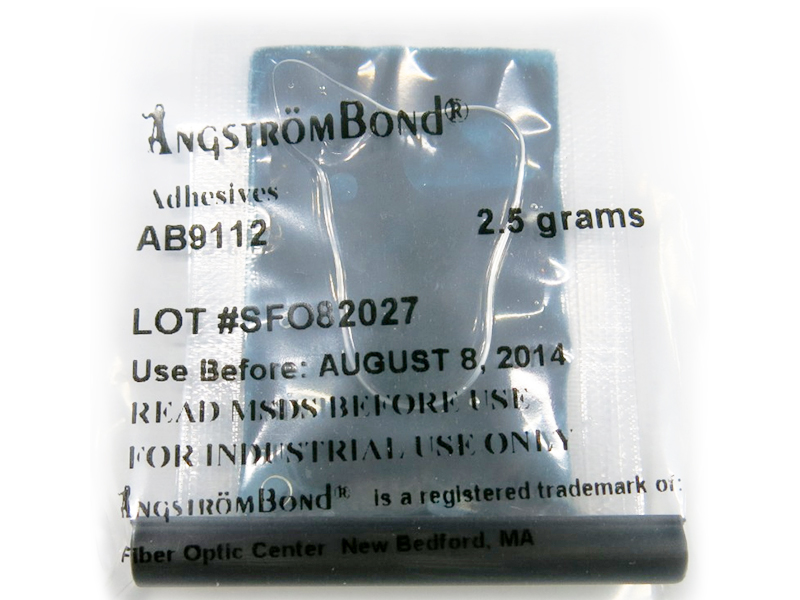 ÅNGSTRÖMBOND®
Adhesives
AB9112
2.5 grams
LOT #SFO82027
Use Before: AUGUST 8, 2014
READ MSDS BEFORE USE
FOR INDUSTRIAL USE ONLY
ÅNGSTRÖMBOND® is a registered trademark of:
Fiber Optic Center New Bedford, MA